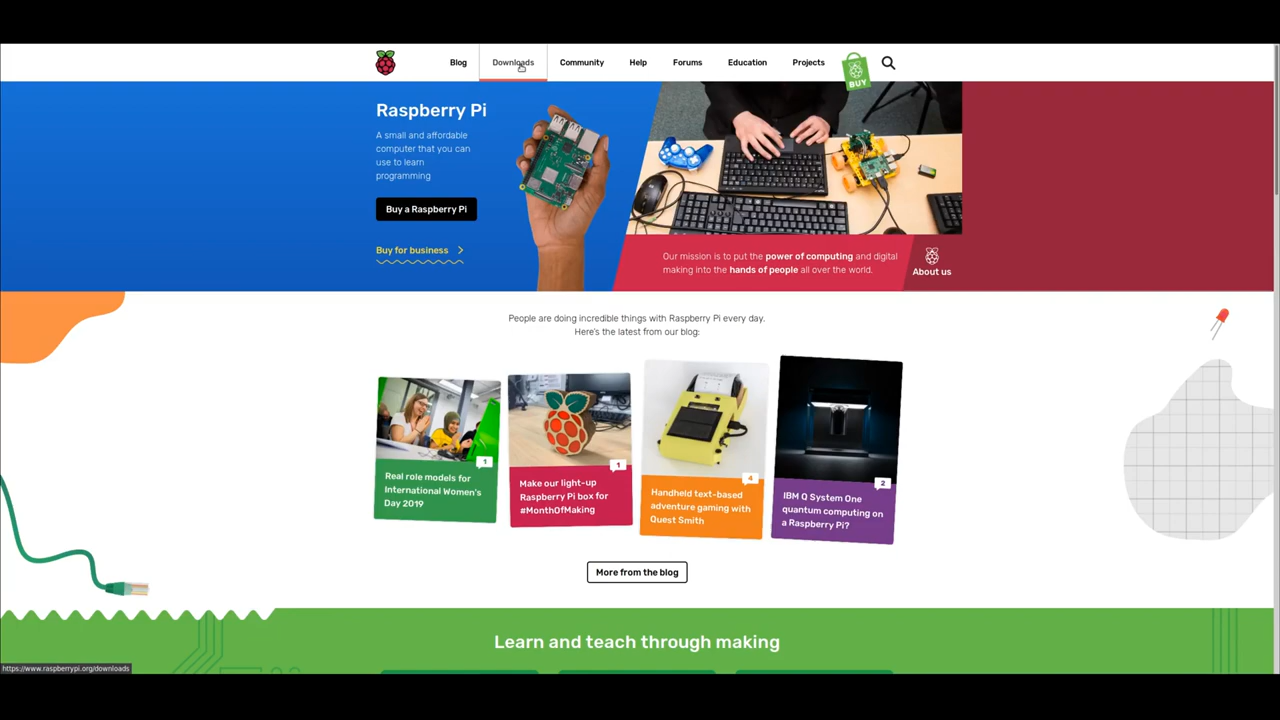 Blog
Downloads
Community
Help
Forums
Education
Projects
BUY
Raspberry Pi
A small and affordable
computer that you can
use to learn
programming
Buy a Raspberry Pi
Buy for business
Our mission is to put the power of computing and digital
making into the hands of people all over the world.
About us
People are doing incredible things with Raspberry Pi every day.
Here's the latest from our blog:
1
Real role models for
International Women's
Day 2019
1
Make our light-up
Raspberry Pi box for
#MonthOfMaking
4
Handheld text-based
adventure gaming with
Quest Smith
2
IBM Q System One
quantum computing on
a Raspberry Pi?
More from the blog
Learn and teach through making
https://www.raspberrypi.org/downloads